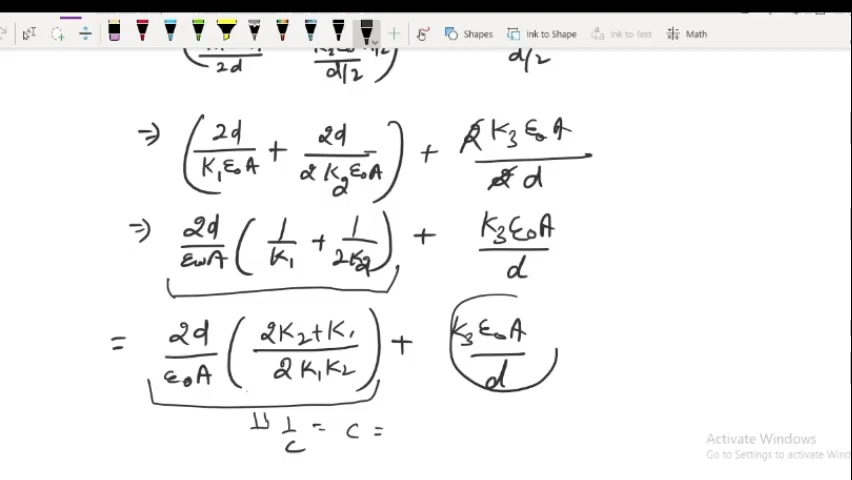 Shapes Ink to Shape Ink to Text Math
2d d/2 d/2
⇒ (2d/K₁ε₀A + 2d/2K₂ε₀A) + 2K₃ε₀A/2d
⇒ 2d/ε₀A (1/K₁ + 1/2K₂) + K₃ε₀A/d
= 2d/ε₀A (2K₂+K₁/2K₁K₂) + K₃ε₀A/d
1/C = C =
Activate Windows
Go to Settings to activate Win